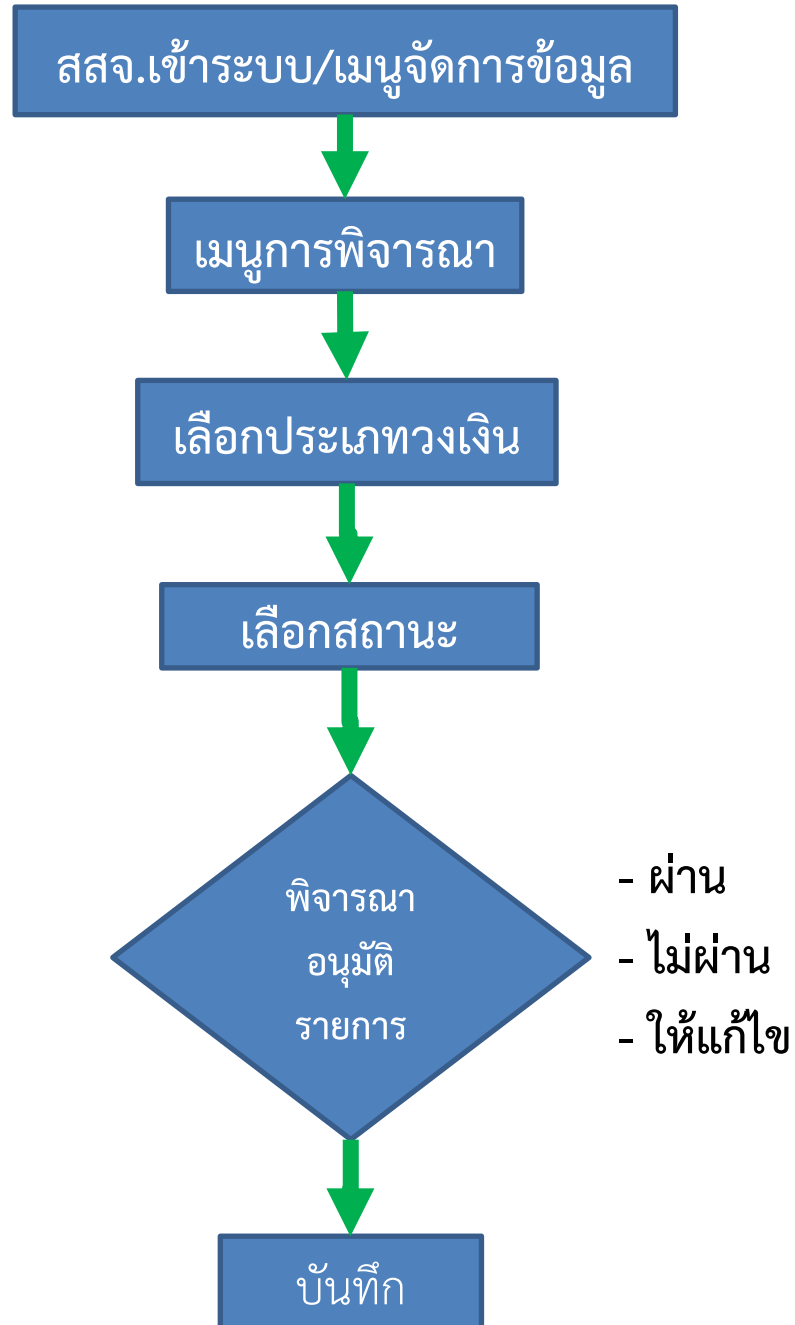 สสจ.เข้าระบบ/เมนูจัดการข้อมูล
เมนูการพิจารณา
เลือกประเภทวงเงิน
เลือกสถานะ
พิจารณา
อนุมัติ
รายการ
- ผ่าน
- ไม่ผ่าน
- ให้แก้ไข
บันทึก